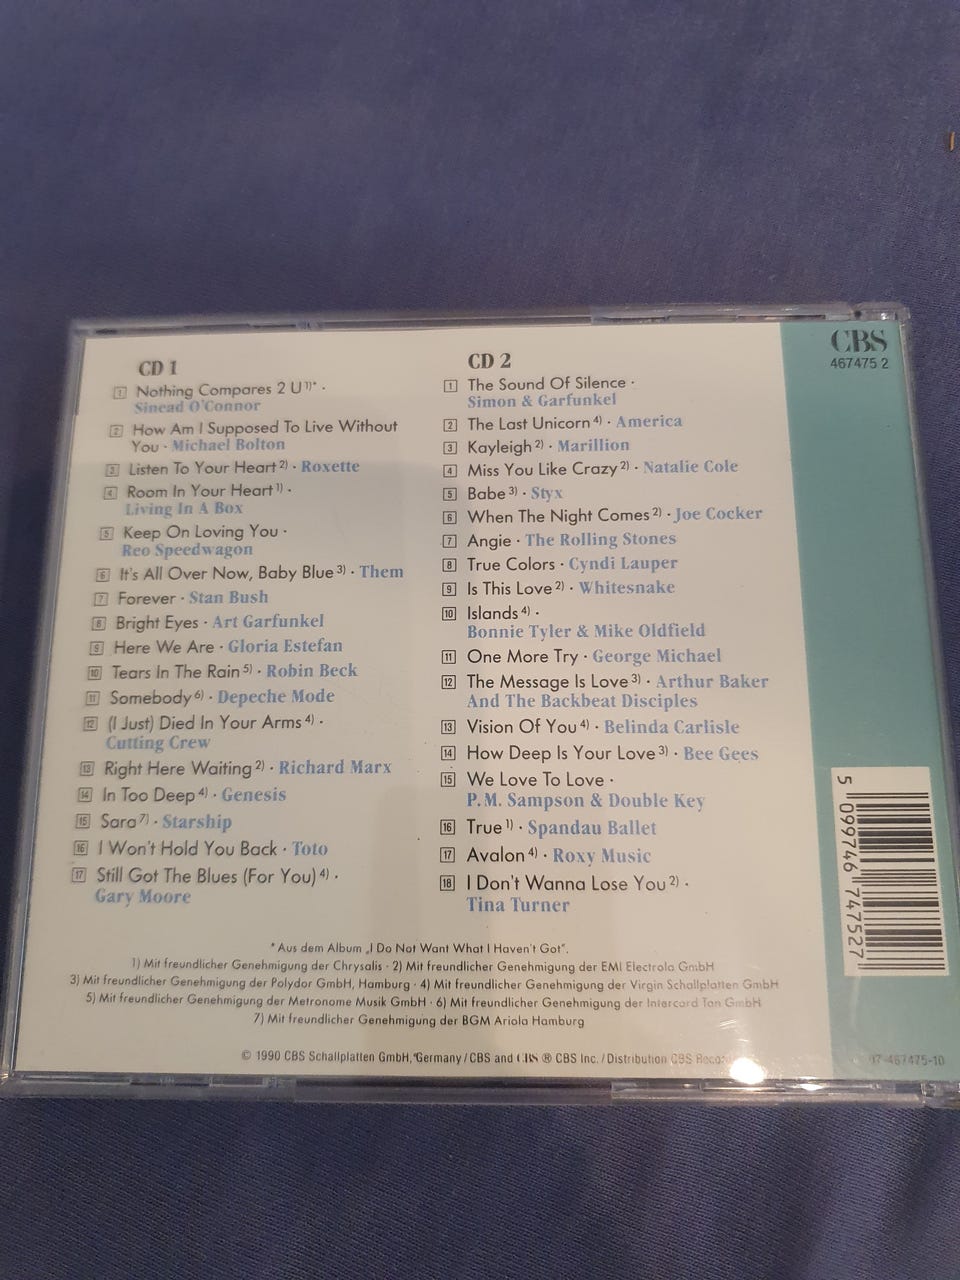 CD 1
1 Nothing Compares 2 U 1)* ·
Sinead O'Connor
2 How Am I Supposed To Live Without
You · Michael Bolton
3 Listen To Your Heart 2) · Roxette
4 Room In Your Heart 1) ·
Living In A Box
5 Keep On Loving You ·
Reo Speedwagon
6 It's All Over Now, Baby Blue 3) · Them
7 Forever · Stan Bush
8 Bright Eyes · Art Garfunkel
9 Here We Are · Gloria Estefan
10 Tears In The Rain 5) · Robin Beck
11 Somebody 6) · Depeche Mode
12 (I Just) Died In Your Arms 4) ·
Cutting Crew
13 Right Here Waiting 2) · Richard Marx
14 In Too Deep 4) · Genesis
15 Sara 7) · Starship
16 I Won't Hold You Back · Toto
17 Still Got The Blues (For You) 4) ·
Gary Moore
CD 2
1 The Sound Of Silence ·
Simon & Garfunkel
2 The Last Unicorn 4) · America
3 Kayleigh 2) · Marillion
4 Miss You Like Crazy 2) · Natalie Cole
5 Babe 3) · Styx
6 When The Night Comes 2) · Joe Cocker
7 Angie · The Rolling Stones
8 True Colors · Cyndi Lauper
9 Is This Love 2) · Whitesnake
10 Islands 4) ·
Bonnie Tyler & Mike Oldfield
11 One More Try · George Michael
12 The Message Is Love 3) · Arthur Baker
And The Backbeat Disciples
13 Vision Of You 4) · Belinda Carlisle
14 How Deep Is Your Love 3) · Bee Gees
15 We Love To Love ·
P.M. Sampson & Double Key
16 True 1) · Spandau Ballet
17 Avalon 4) · Roxy Music
18 I Don't Wanna Lose You 2) ·
Tina Turner
CBS
467475 2
5 099746 747527
* Aus dem Album „I Do Not Want What I Haven't Got".
1) Mit freundlicher Genehmigung der Chrysalis · 2) Mit freundlicher Genehmigung der EMI Electrola GmbH
3) Mit freundlicher Genehmigung der Polydor GmbH, Hamburg · 4) Mit freundlicher Genehmigung der Virgin Schallplatten GmbH
5) Mit freundlicher Genehmigung der Metronome Musik GmbH · 6) Mit freundlicher Genehmigung der Intercord Ton GmbH
7) Mit freundlicher Genehmigung der BGM Ariola Hamburg
© 1990 CBS Schallplatten GmbH, Germany / CBS and CBS ® CBS Inc. / Distribution CBS
07-467475-10